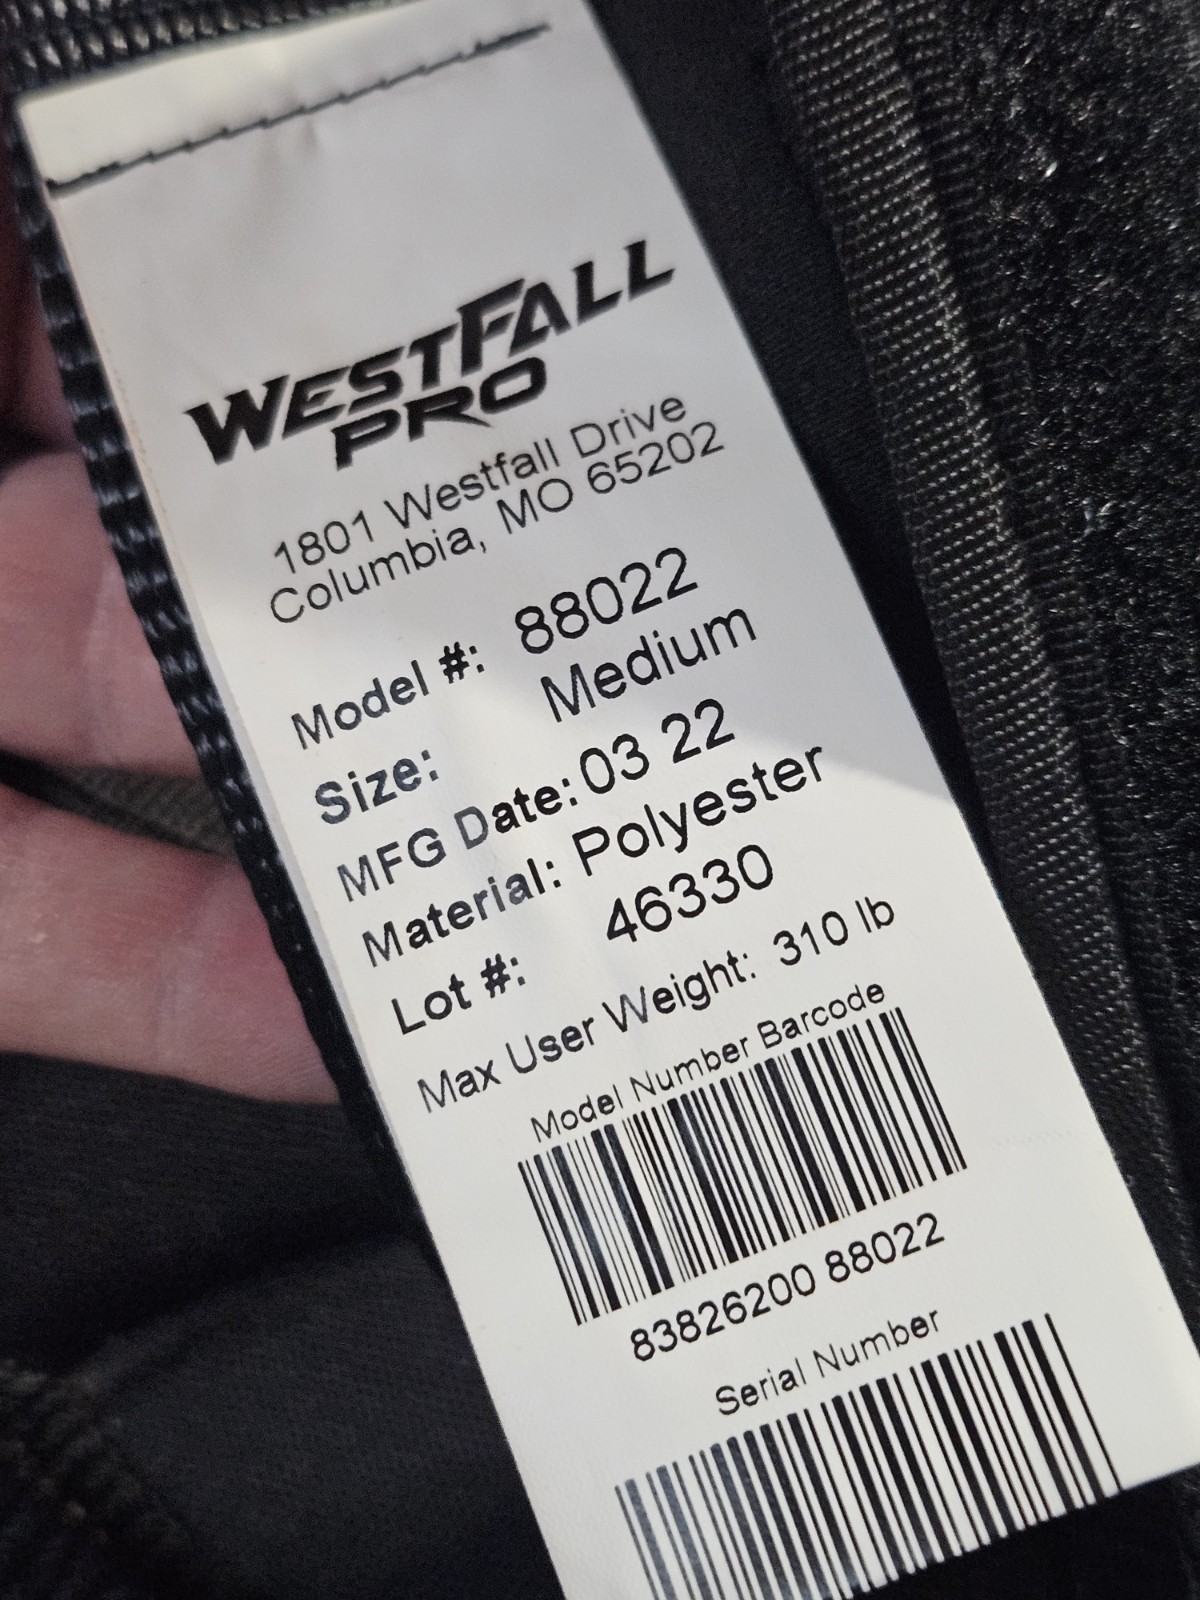 WESTFALL
PRO
1801 Westfall Drive
Columbia, MO 65202
Model #: 88022
Size: Medium
MFG Date: 03 22
Material: Polyester
Lot #: 46330
Max User Weight: 310 lb
Model Number Barcode
83826200 88022
Serial Number